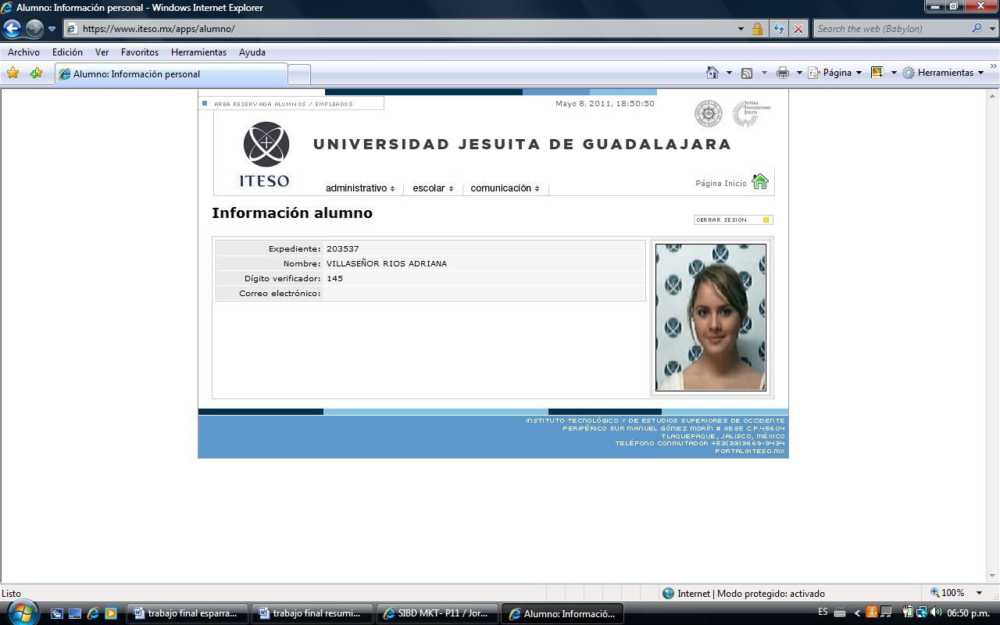 Alumno: Información personal - Windows Internet Explorer
https://www.iteso.mx/apps/alumno/
Search the web (Babylon)
Archivo Edición Ver Favoritos Herramientas Ayuda
Alumno: Información personal
Página Herramientas
AREA RESERVADA ALUMNOS / EMPLEADOS
Mayo 8, 2011, 18:50:50
SISTEMA UNIVERSITARIO JESUITA
UNIVERSIDAD JESUITA DE GUADALAJARA
ITESO
administrativo escolar comunicación
Página Inicio
Información alumno
CERRAR SESION
Expediente: 203537
Nombre: VILLASEÑOR RIOS ADRIANA
Dígito verificador: 145
Correo electrónico:
INSTITUTO TECNOLÓGICO Y DE ESTUDIOS SUPERIORES DE OCCIDENTE
PERIFÉRICO SUR MANUEL GÓMEZ MORÍN # 8585 C.P.45604
TLAQUEPAQUE, JALISCO, MÉXICO
TELÉFONO CONMUTADOR +52(33)3669-3434
PORTAL@ITESO.MX
Listo
Internet | Modo protegido: activado
100%
trabajo final esparra...
trabajo final resumi...
SIBD MKT- P11 / Jor...
Alumno: Informació...
ES
06:50 p.m.